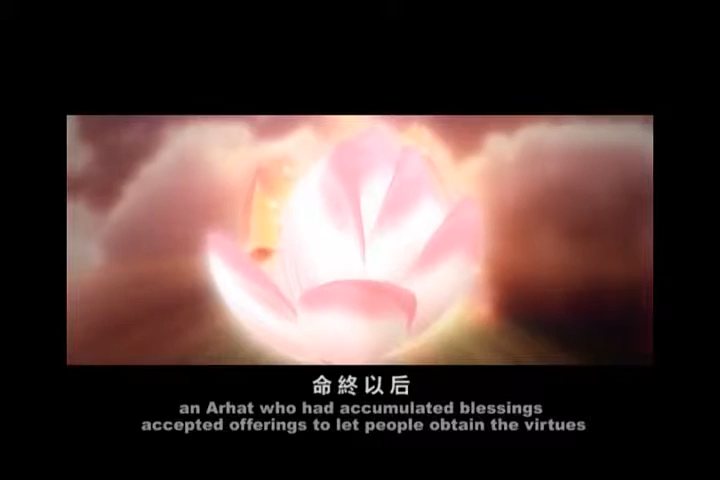 命終以后
an Arhat who had accumulated blessings
accepted offerings to let people obtain the virtues